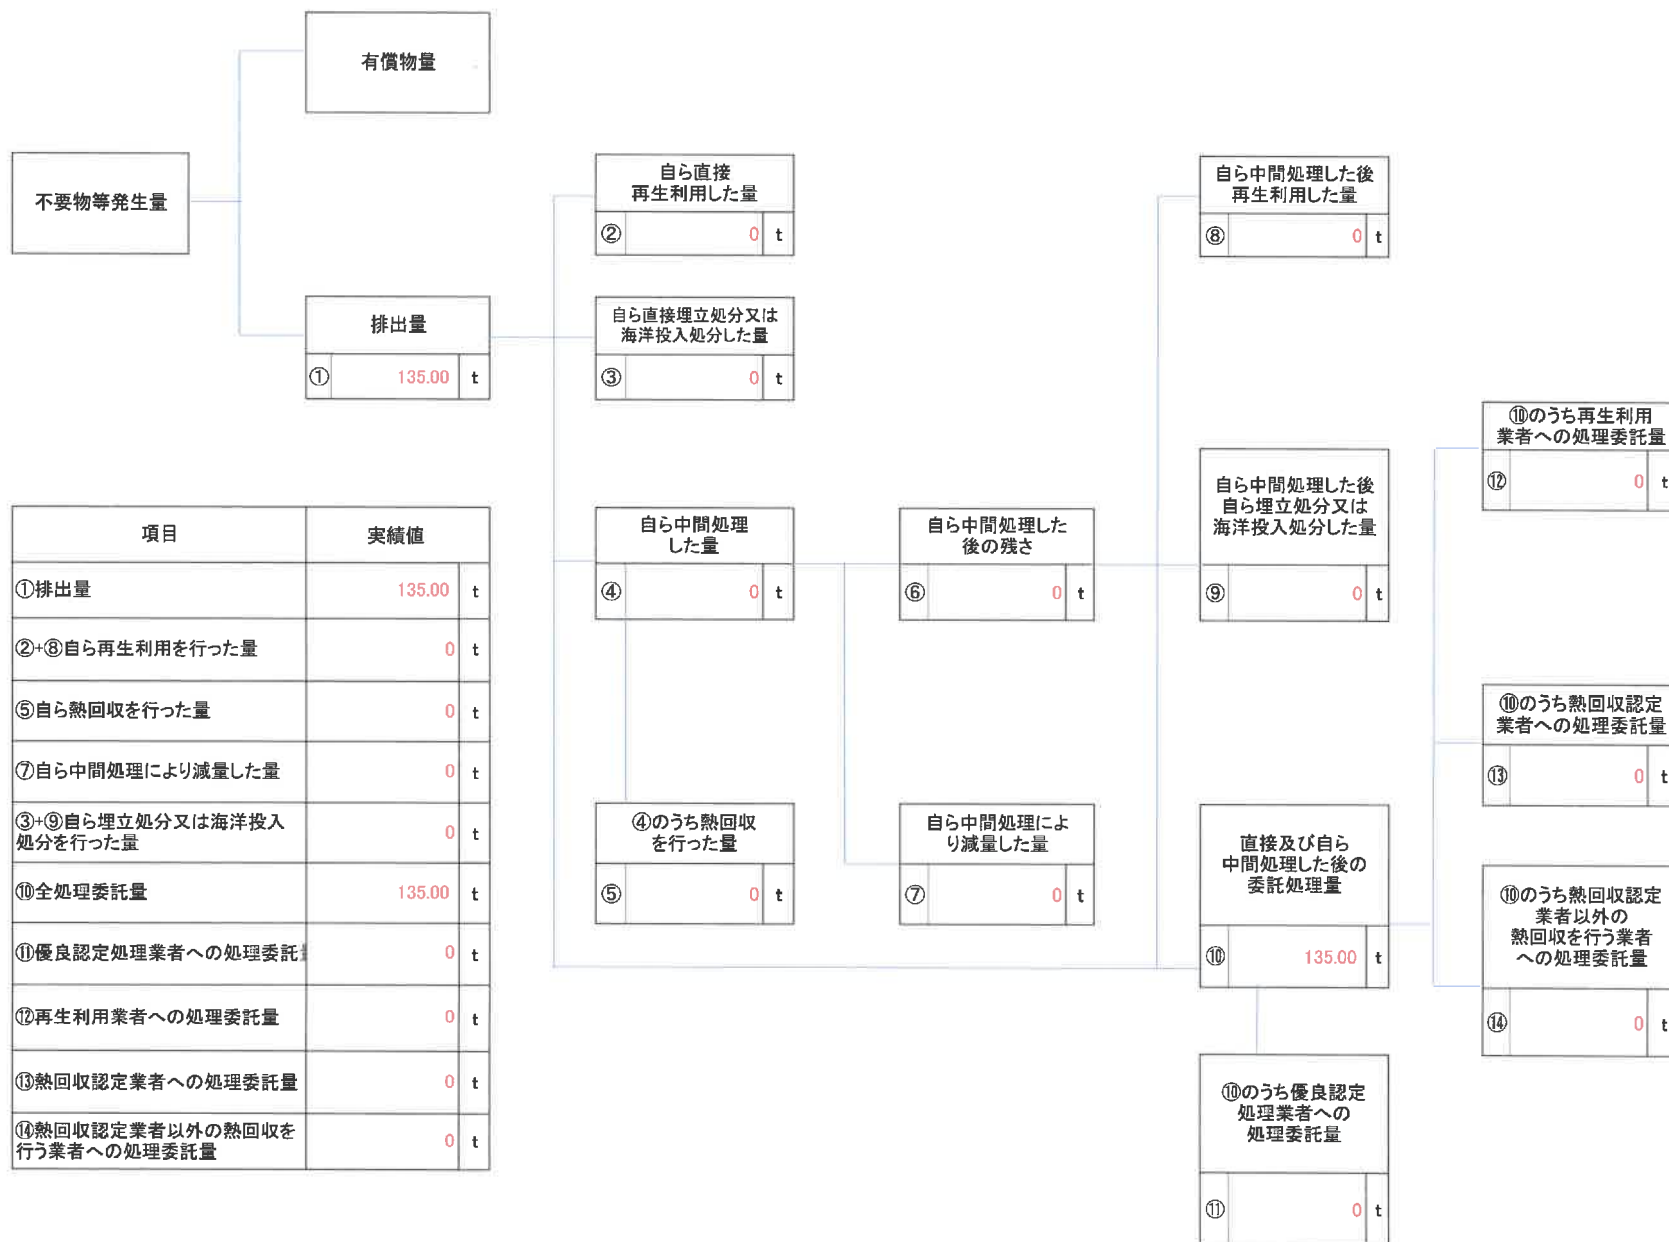 有償物量
不要物等発生量
排出量
① 135.00 t
自ら直接
再生利用した量
② 0 t
自ら直接埋立処分又は
海洋投入処分した量
③ 0 t
自ら中間処理
した量
④ 0 t
④のうち熱回収
を行った量
⑤ 0 t
自ら中間処理した
後の残さ
⑥ 0 t
自ら中間処理によ
り減量した量
⑦ 0 t
自ら中間処理した後
再生利用した量
⑧ 0 t
自ら中間処理した後
自ら埋立処分又は
海洋投入処分した量
⑨ 0 t
直接及び自ら
中間処理した後の
委託処理量
⑩ 135.00 t
⑩のうち優良認定
処理業者への
処理委託量
⑪ 0 t
⑩のうち再生利用
業者への処理委託量
⑫ 0 t
⑩のうち熱回収認定
業者への処理委託量
⑬ 0 t
⑩のうち熱回収認定
業者以外の
熱回収を行う業者
への処理委託量
⑭ 0 t
項目 実績値
①排出量 135.00 t
②+⑧自ら再生利用を行った量 0 t
⑤自ら熱回収を行った量 0 t
⑦自ら中間処理により減量した量 0 t
③+⑨自ら埋立処分又は海洋投入
処分を行った量 0 t
⑩全処理委託量 135.00 t
⑪優良認定処理業者への処理委託 0 t
⑫再生利用業者への処理委託量 0 t
⑬熱回収認定業者への処理委託量 0 t
⑭熱回収認定業者以外の熱回収を
行う業者への処理委託量 0 t